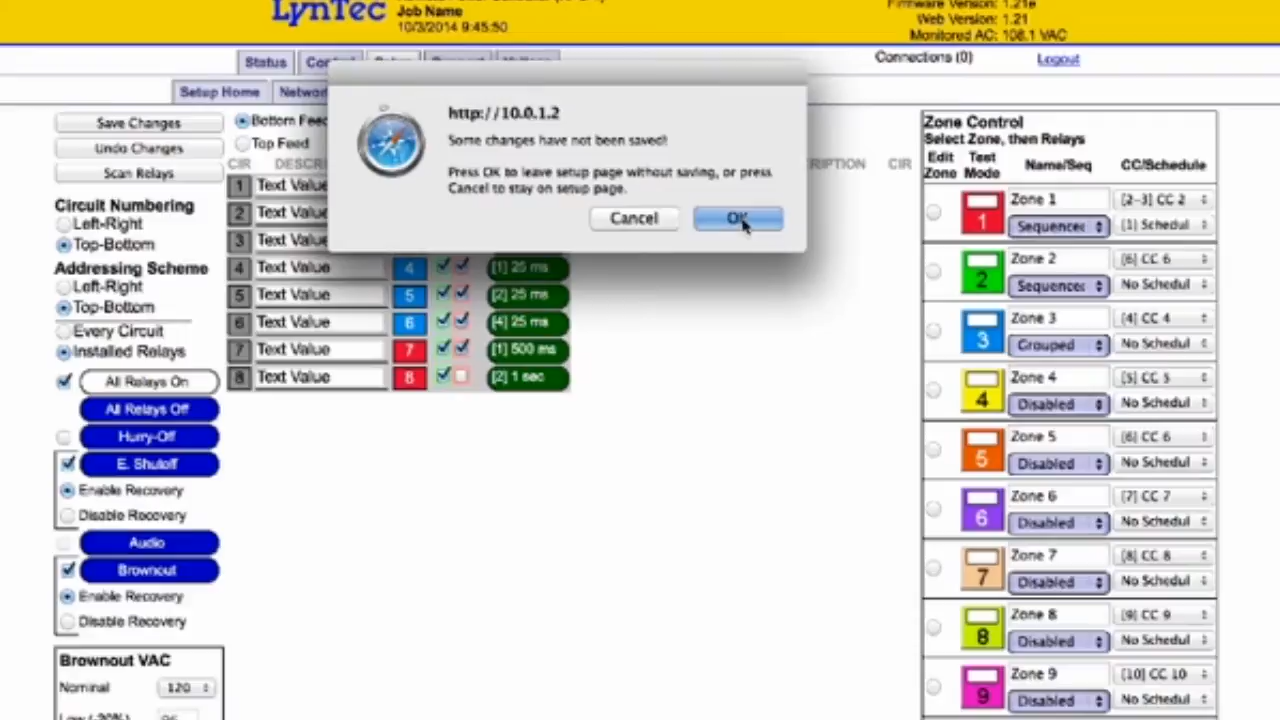 LynTec
Job Name
10/3/2014 9:45:50
Firmware Version: 1.21e
Web Version: 1.21
Monitored AC: 108.1 VAC
Status
Connections (0)
Logout
Setup Home
http://10.0.1.2
Some changes have not been saved!
Press OK to leave setup page without saving, or press
Cancel to stay on setup page.
Cancel
OK
Save Changes
Undo Changes
Scan Relays
Circuit Numbering
Left-Right
Top-Bottom
Addressing Scheme
Left-Right
Top-Bottom
Every Circuit
Installed Relays
All Relays On
All Relays Off
Hurry-Off
E. Shutoff
Enable Recovery
Disable Recovery
Audio
Brownout
Enable Recovery
Disable Recovery
Brownout VAC
Nominal 120
Top Feed
CIR
CIR
1 Text Value
2 Text Value
3 Text Value
4 Text Value 4 [1] 25 ms
5 Text Value 5 [2] 25 ms
6 Text Value 6 [4] 25 ms
7 Text Value 7 [1] 500 ms
8 Text Value 8 [2] 1 sec
Zone Control
Select Zone, then Relays
Edit Zone Test Mode Name/Seq CC/Schedule
1 Zone 1 [2-3] CC 2
Sequenced [1] Schedul
2 Zone 2 [6] CC 6
Sequenced No Schedul
3 Zone 3 [4] CC 4
Grouped No Schedul
4 Zone 4 [5] CC 5
Disabled No Schedul
5 Zone 5 [6] CC 6
Disabled No Schedul
6 Zone 6 [7] CC 7
Disabled No Schedul
7 Zone 7 [8] CC 8
Disabled No Schedul
8 Zone 8 [9] CC 9
Disabled No Schedul
9 Zone 9 [10] CC 10
Disabled No Schedul